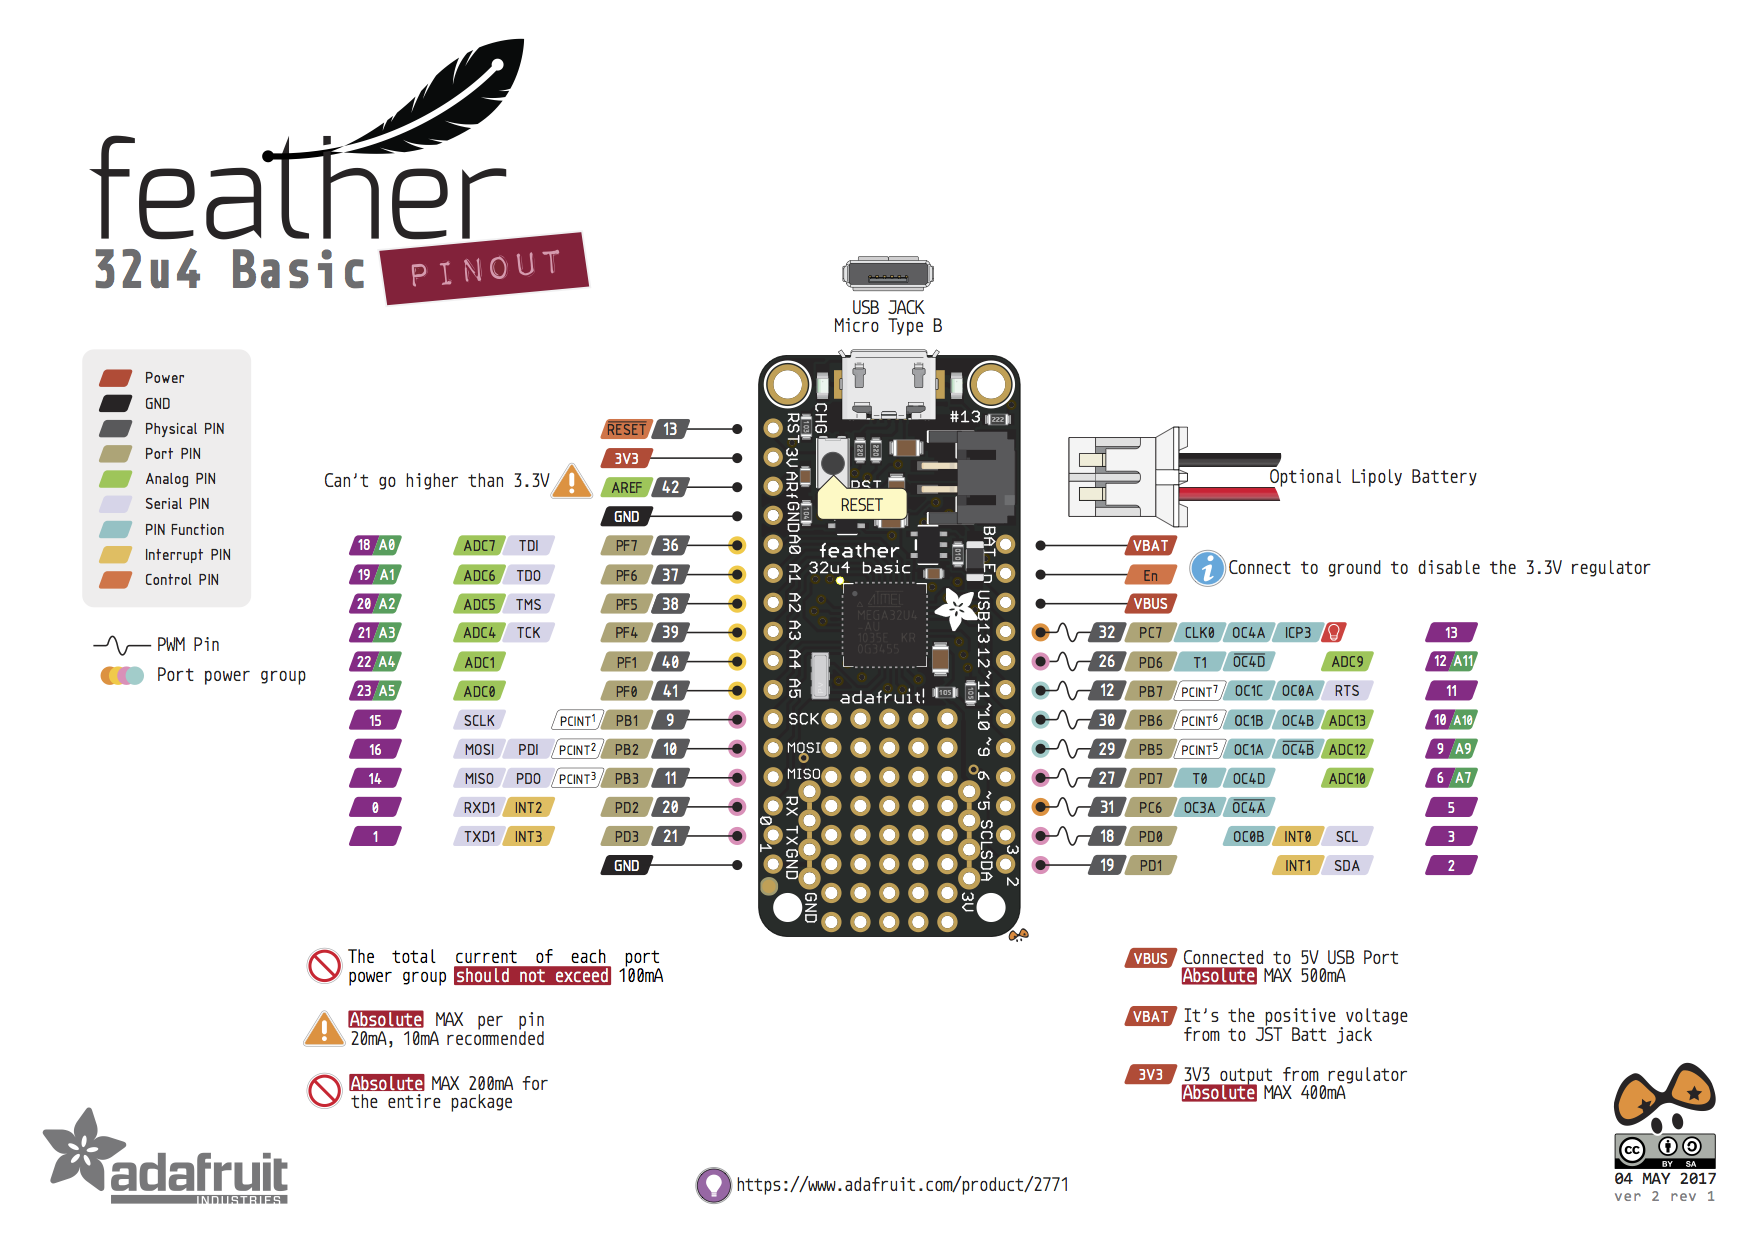 feather
32u4 Basic PINOUT
USB JACK
Micro Type B
Power
GND
Physical PIN
Port PIN
Analog PIN
Serial PIN
PIN Function
Interrupt PIN
Control PIN
PWM Pin
Port power group
RESET 13
3V3
Can't go higher than 3.3V AREF 42
GND
18 A0 ADC7 TDI PF7 36
19 A1 ADC6 TDO PF6 37
20 A2 ADC5 TMS PF5 38
21 A3 ADC4 TCK PF4 39
22 A4 ADC1 PF1 40
23 A5 ADC0 PF0 41
15 SCLK PCINT1 PB1 9
16 MOSI PDI PCINT2 PB2 10
14 MISO PDO PCINT3 PB3 11
0 RXD1 INT2 PD2 20
1 TXD1 INT3 PD3 21
GND
CHG
#13
222
RST
3V
ARf
GND
A0
A1
A2
A3
A4
A5
SCK
MOSI
MISO
RX 0
TX 1
GND
GND
RST
RESET
feather
32u4 basic
ATMEL
MEGA32U4
-AU
1035E KR
0G3455
adafruit!
BAT
EN
USB
13
12
~11
~10
~9
6
~5
SCL 3
SDA 2
3V
Optional Lipoly Battery
VBAT
En Connect to ground to disable the 3.3V regulator
VBUS
32 PC7 CLK0 OC4A ICP3 13
26 PD6 T1 OC4D ADC9 12 A11
12 PB7 PCINT7 OC1C OC0A RTS 11
30 PB6 PCINT6 OC1B OC4B ADC13 10 A10
29 PB5 PCINT5 OC1A OC4B ADC12 9 A9
27 PD7 T0 OC4D ADC10 6 A7
31 PC6 OC3A OC4A 5
18 PD0 OC0B INT0 SCL 3
19 PD1 INT1 SDA 2
The total current of each port
power group should not exceed 100mA
Absolute MAX per pin
20mA, 10mA recommended
Absolute MAX 200mA for
the entire package
VBUS Connected to 5V USB Port
Absolute MAX 500mA
VBAT It's the positive voltage
from to JST Batt jack
3V3 3V3 output from regulator
Absolute MAX 400mA
adafruit
INDUSTRIES
https://www.adafruit.com/product/2771
cc
BY SA
04 MAY 2017
ver 2 rev 1